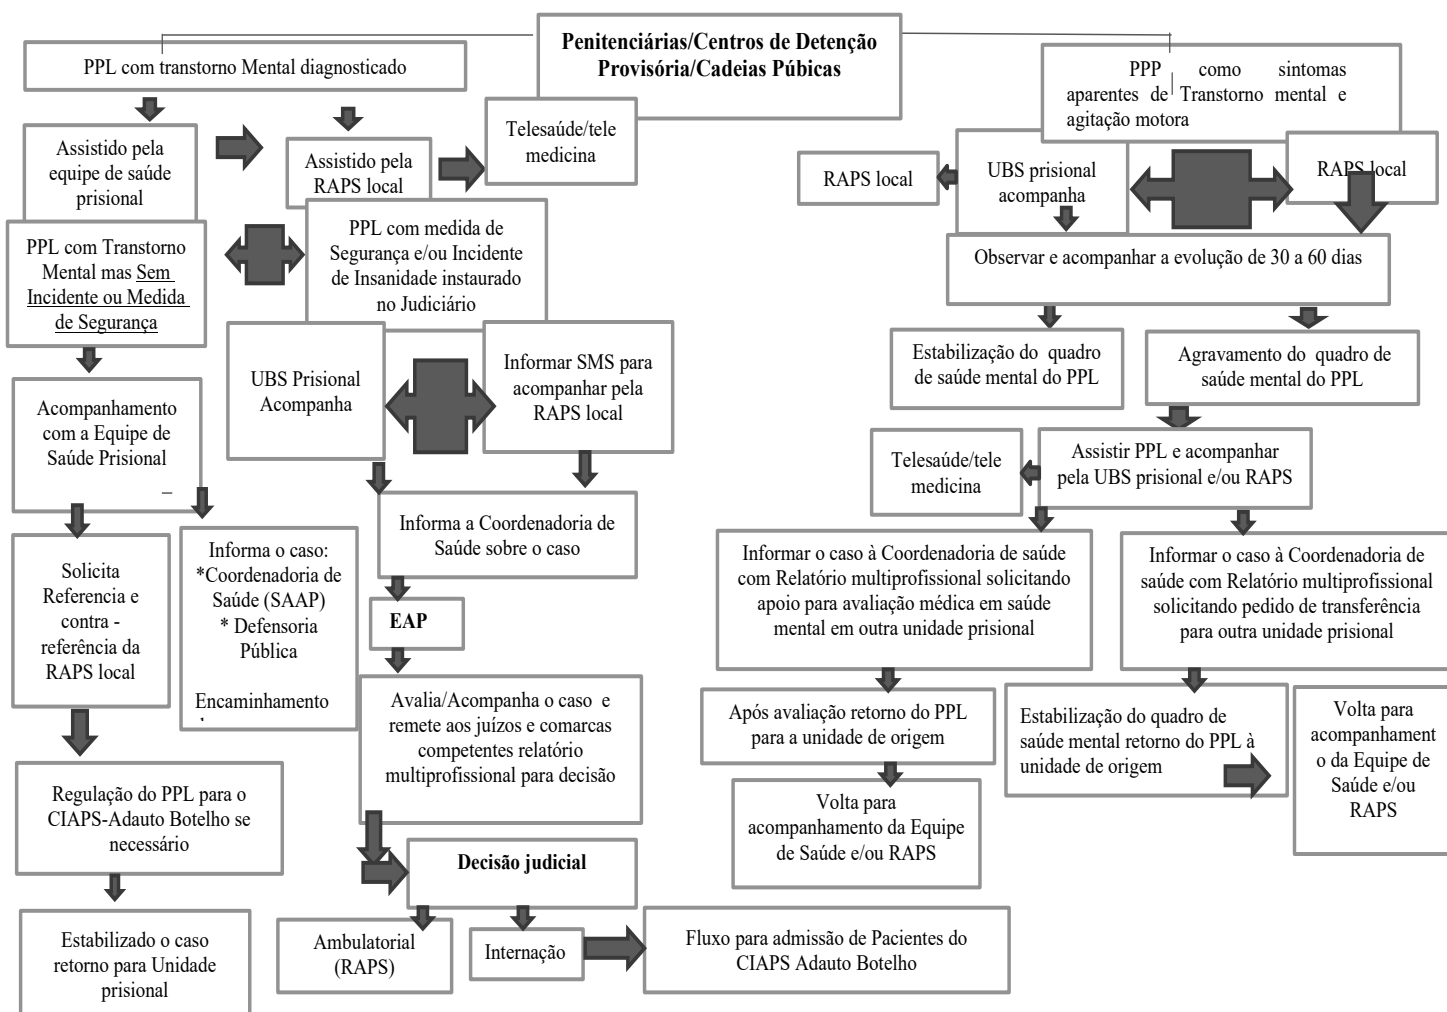 Penitenciárias/Centros de Detenção
Provisória/Cadeias Púbicas
PPL com transtorno Mental diagnosticado
Assistido pela
equipe de saúde
prisional
Assistido pela
RAPS local
Telesaúde/tele
medicina
PPL com Transtorno
Mental mas Sem
Incidente ou Medida
de Segurança
PPL com medida de
Segurança e/ou Incidente
de Insanidade instaurado
no Judiciário
UBS Prisional
Acompanha
Informar SMS para
acompanhar pela
RAPS local
Acompanhamento
com a Equipe de
Saúde Prisional
_
Solicita
Referencia e
contra -
referência da
RAPS local
Informa o caso:
*Coordenadoria de
Saúde (SAAP)
* Defensoria
Pública
Encaminhamento
Informa a Coordenadoria de
Saúde sobre o caso
EAP
Avalia/Acompanha o caso e
remete aos juízos e comarcas
competentes relatório
multiprofissional para decisão
Regulação do PPL para o
CIAPS-Adauto Botelho se
necessário
Estabilizado o caso
retorno para Unidade
prisional
Decisão judicial
Ambulatorial
(RAPS)
Internação
Fluxo para admissão de Pacientes do
CIAPS Adauto Botelho
PPP como sintomas
aparentes de Transtorno mental e
agitação motora
RAPS local
UBS prisional
acompanha
RAPS local
Observar e acompanhar a evolução de 30 a 60 dias
Estabilização do quadro
de saúde mental do PPL
Agravamento do quadro de
saúde mental do PPL
Telesaúde/tele
medicina
Assistir PPL e acompanhar
pela UBS prisional e/ou RAPS
Informar o caso à Coordenadoria de saúde
com Relatório multiprofissional solicitando
apoio para avaliação médica em saúde
mental em outra unidade prisional
Informar o caso à Coordenadoria de
saúde com Relatório multiprofissional
solicitando pedido de transferência
para outra unidade prisional
Após avaliação retorno do PPL
para a unidade de origem
Volta para
acompanhamento da Equipe
de Saúde e/ou RAPS
Estabilização do quadro de
saúde mental retorno do PPL à
unidade de origem
Volta para
acompanhament
o da Equipe de
Saúde e/ou
RAPS